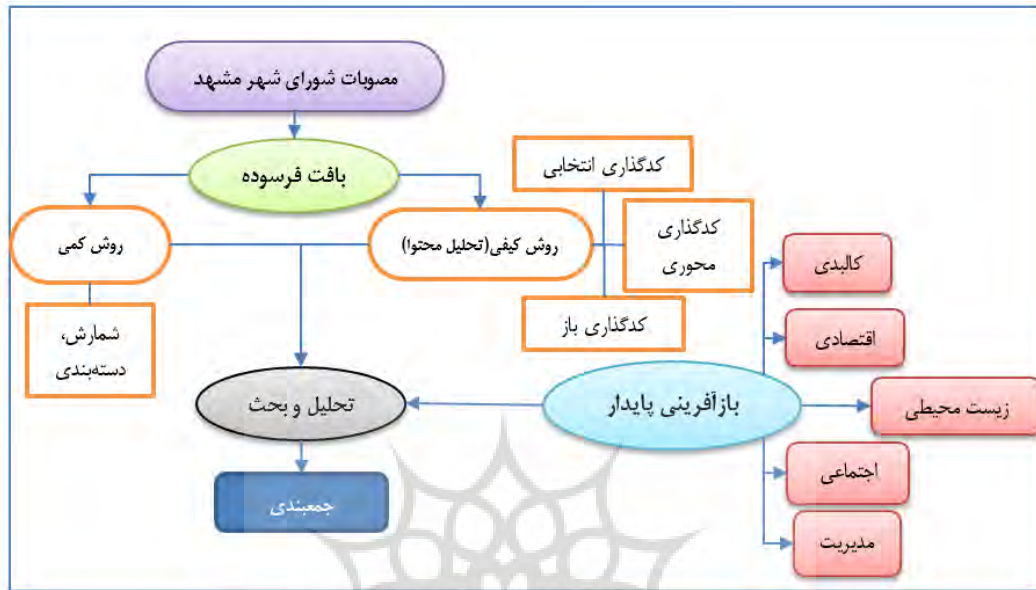 مصوبات شورای شهر مشهد
بافت فرسوده
کدگذاری انتخابی
روش کمی
روش کیفی(تحلیل محتوا)
کدگذاری
محوری
کدگذاری باز
شمارش،
دسته‌بندی
کالبدی
اقتصادی
زیست محیطی
اجتماعی
مدیریت
بازآفرینی پایدار
تحلیل و بحث
جمعبندی